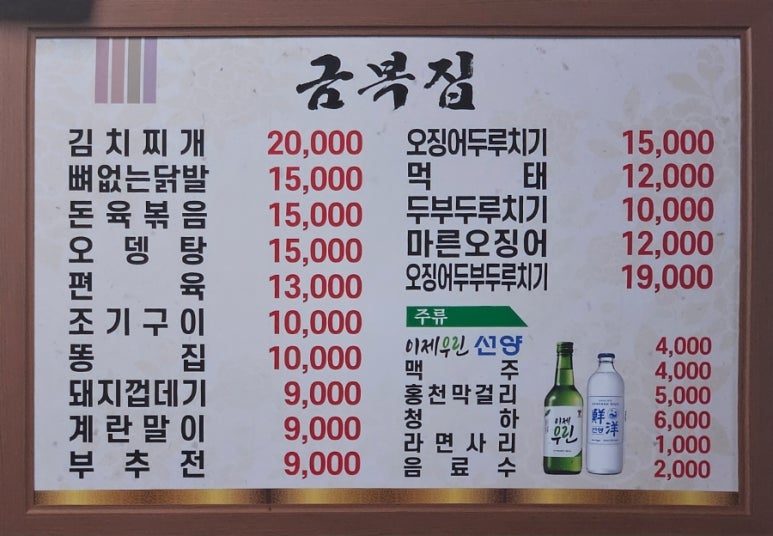 금복집
김치찌개 20,000
뼈없는닭발 15,000
돈육볶음 15,000
오뎅탕 15,000
편육 13,000
조기구이 10,000
똥집 10,000
돼지껍데기 9,000
계란말이 9,000
부추전 9,000
오징어두루치기 15,000
먹태 12,000
두부두루치기 10,000
마른오징어 12,000
오징어두부두루치기 19,000
주류
이제우린 선양 4,000
맥주 4,000
홍천막걸리 5,000
청하 6,000
라면사리 1,000
음료수 2,000
이제
우린
鮮
洋
선양